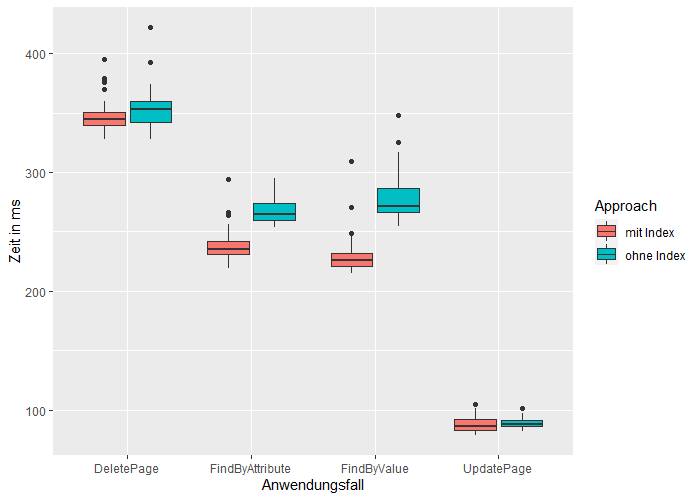 400
300
200
100
Zeit in ms
DeletePage FindByAttribute FindByValue UpdatePage
Anwendungsfall
Approach
mit Index
ohne Index